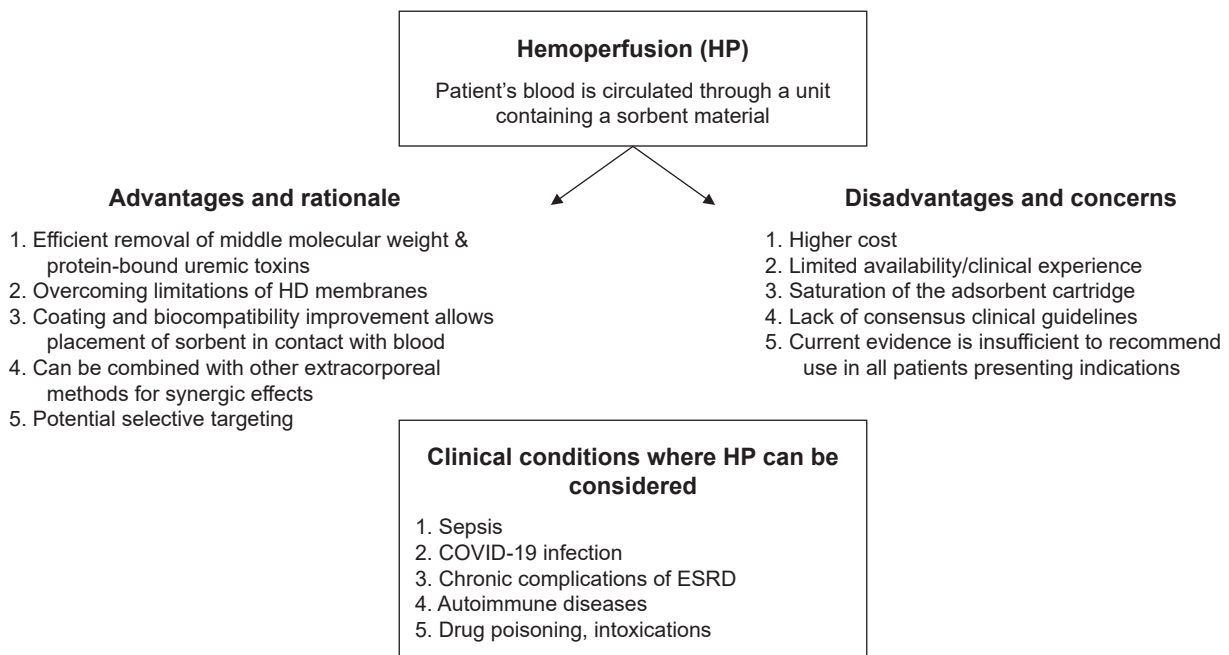 Hemoperfusion (HP)
Patient's blood is circulated through a unit
containing a sorbent material
Advantages and rationale
1. Efficient removal of middle molecular weight &
protein-bound uremic toxins
2. Overcoming limitations of HD membranes
3. Coating and biocompatibility improvement allows
placement of sorbent in contact with blood
4. Can be combined with other extracorporeal
methods for synergic effects
5. Potential selective targeting
Disadvantages and concerns
1. Higher cost
2. Limited availability/clinical experience
3. Saturation of the adsorbent cartridge
4. Lack of consensus clinical guidelines
5. Current evidence is insufficient to recommend
use in all patients presenting indications
Clinical conditions where HP can be
considered
1. Sepsis
2. COVID-19 infection
3. Chronic complications of ESRD
4. Autoimmune diseases
5. Drug poisoning, intoxications